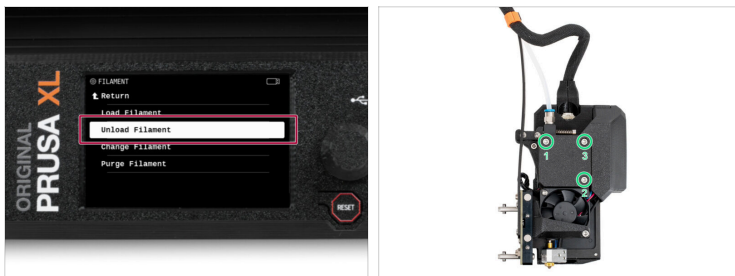 ORIGINAL
PRUSA XL
FILAMENT
Return
Load Filament
Unload Filament
Change Filament
Purge Filament
RESET
1
3
2